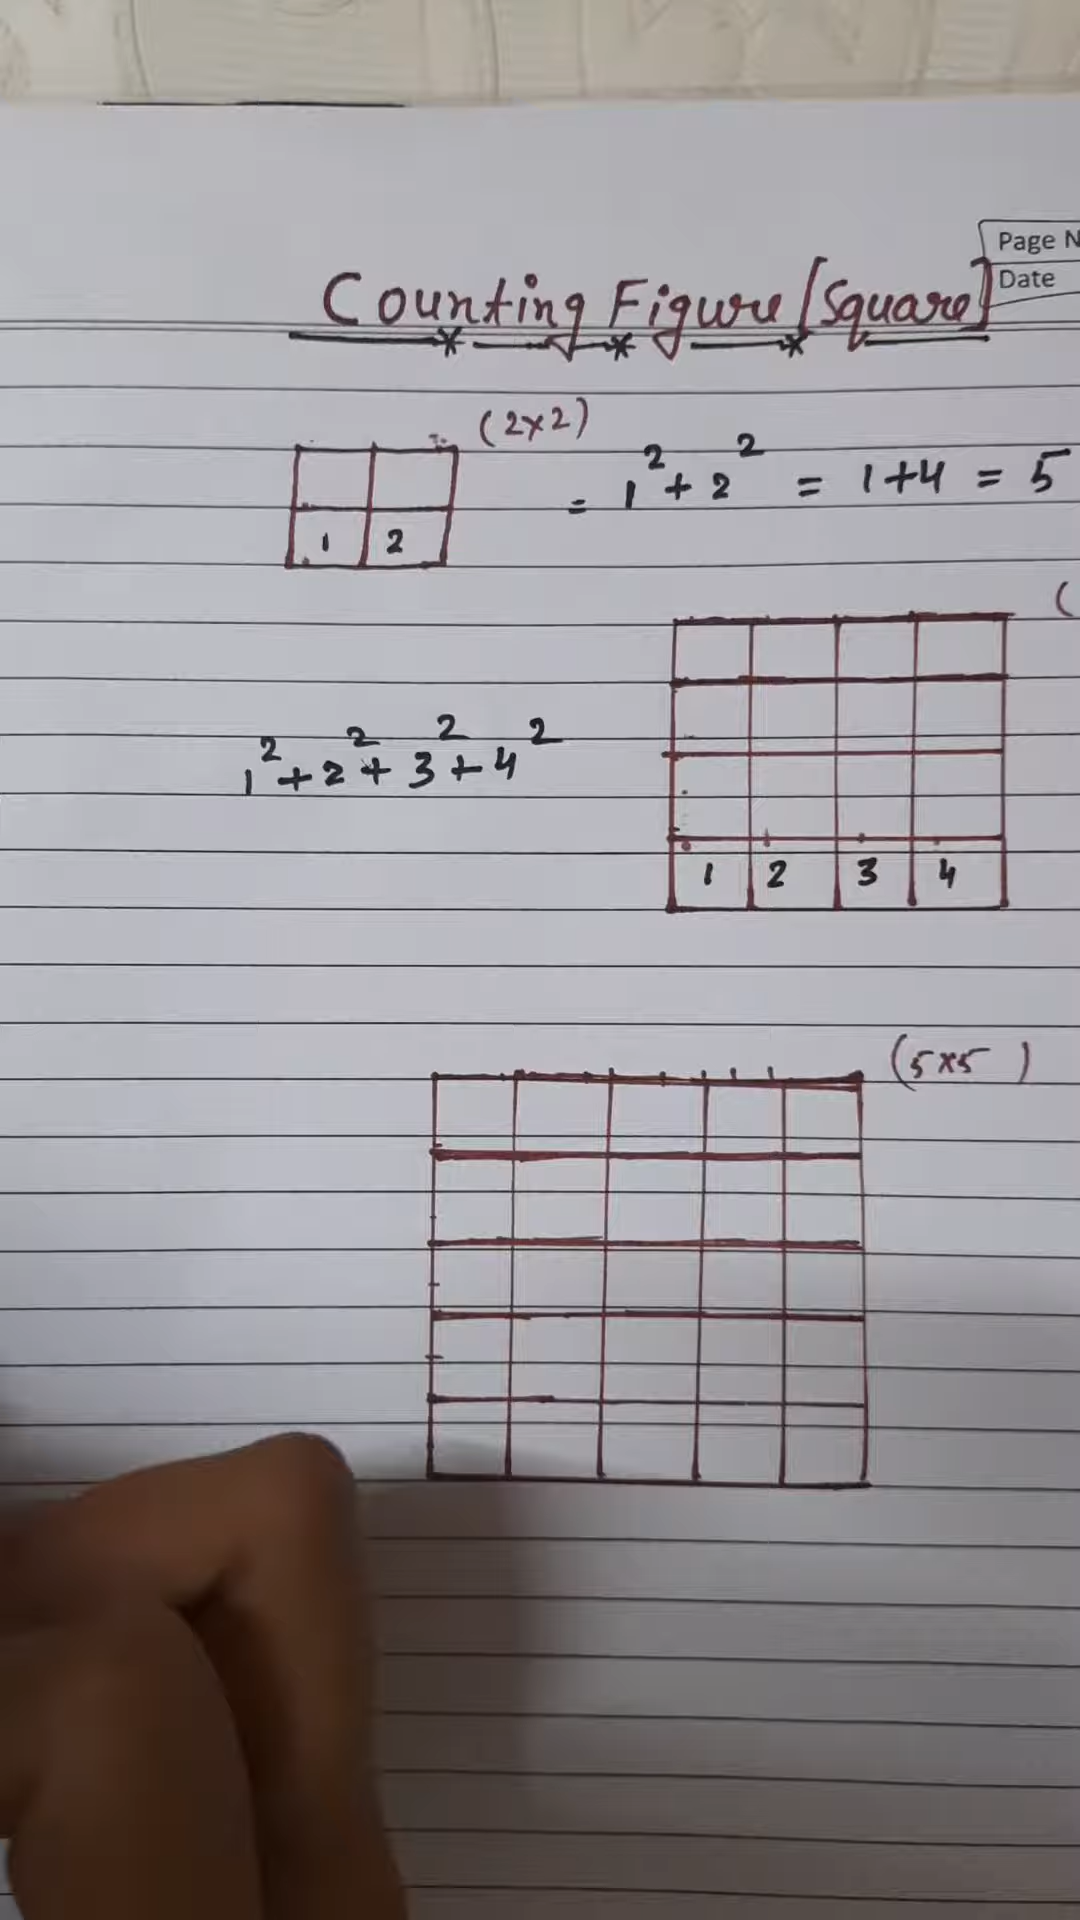 Page N
Date
Counting Figure [Square]
(2×2)
= 1² + 2² = 1+4 = 5
1 2
(
1² + 2² + 3² + 4²
1 2 3 4
(5×5)